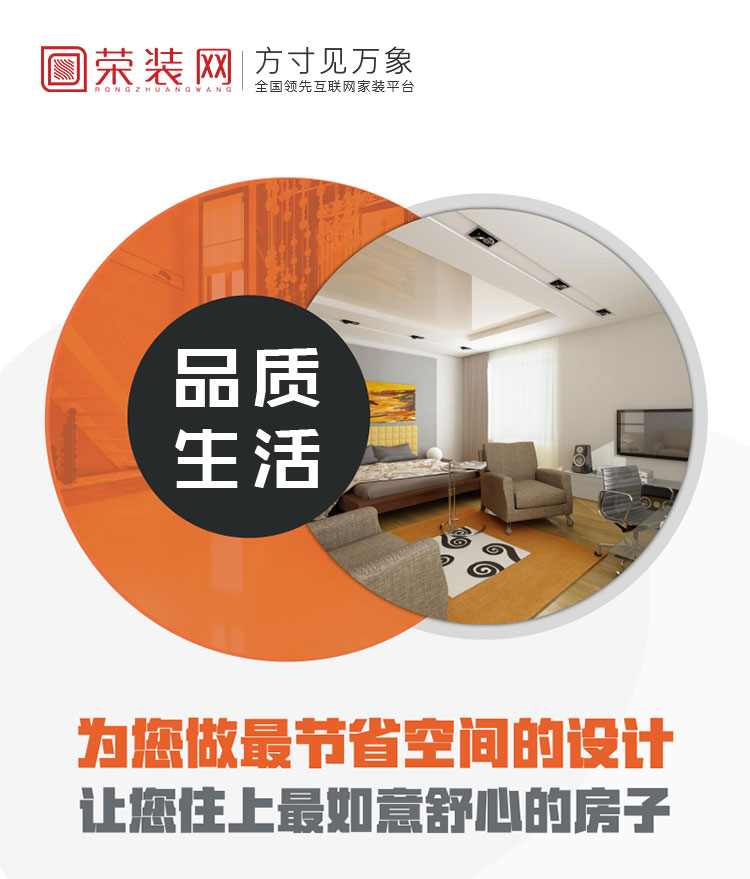 荣装网
RONGZHUANGWANG
方寸见万象
全国领先互联网家装平台
品质
生活
为您做最节省空间的设计
让您住上最如意舒心的房子